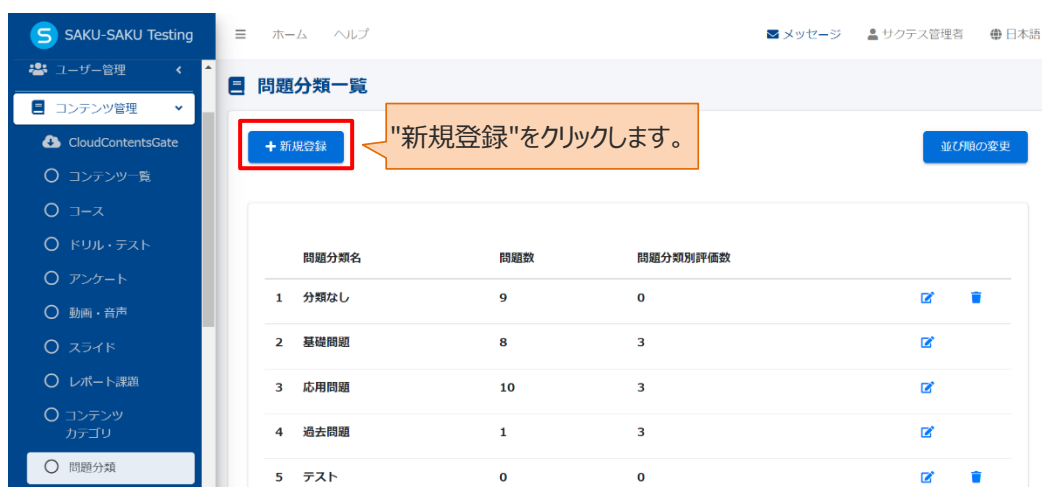 SAKU-SAKU Testing
ホーム ヘルプ
メッセージ サクテス管理者 日本語
ユーザー管理
コンテンツ管理
CloudContentsGate
コンテンツ一覧
コース
ドリル・テスト
アンケート
動画・音声
スライド
レポート課題
コンテンツ
カテゴリ
問題分類
問題分類一覧
+ 新規登録
"新規登録"をクリックします。
並び順の変更
問題分類名 問題数 問題分類別評価数
1 分類なし 9 0
2 基礎問題 8 3
3 応用問題 10 3
4 過去問題 1 3
5 テスト 0 0